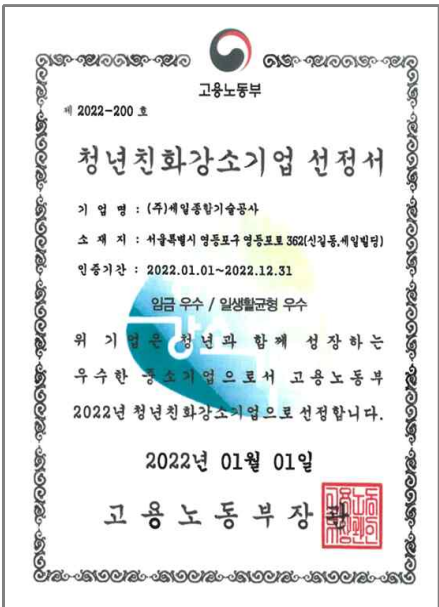 고용노동부
제 2022-200 호
청년친화강소기업 선정서
기 업 명 : (주)세일종합기술공사
소 재 지 : 서울특별시 영등포구 영등포로 362(신길동,세일빌딩)
인증기간 : 2022.01.01~2022.12.31
임금 우수 / 일생활균형 우수
강소
위 기업은 청년과 함께 성장하는
우수한 중소기업으로서 고용노동부
2022년 청년친화강소기업으로 선정합니다.
2022년 01월 01일
고용노동부장관